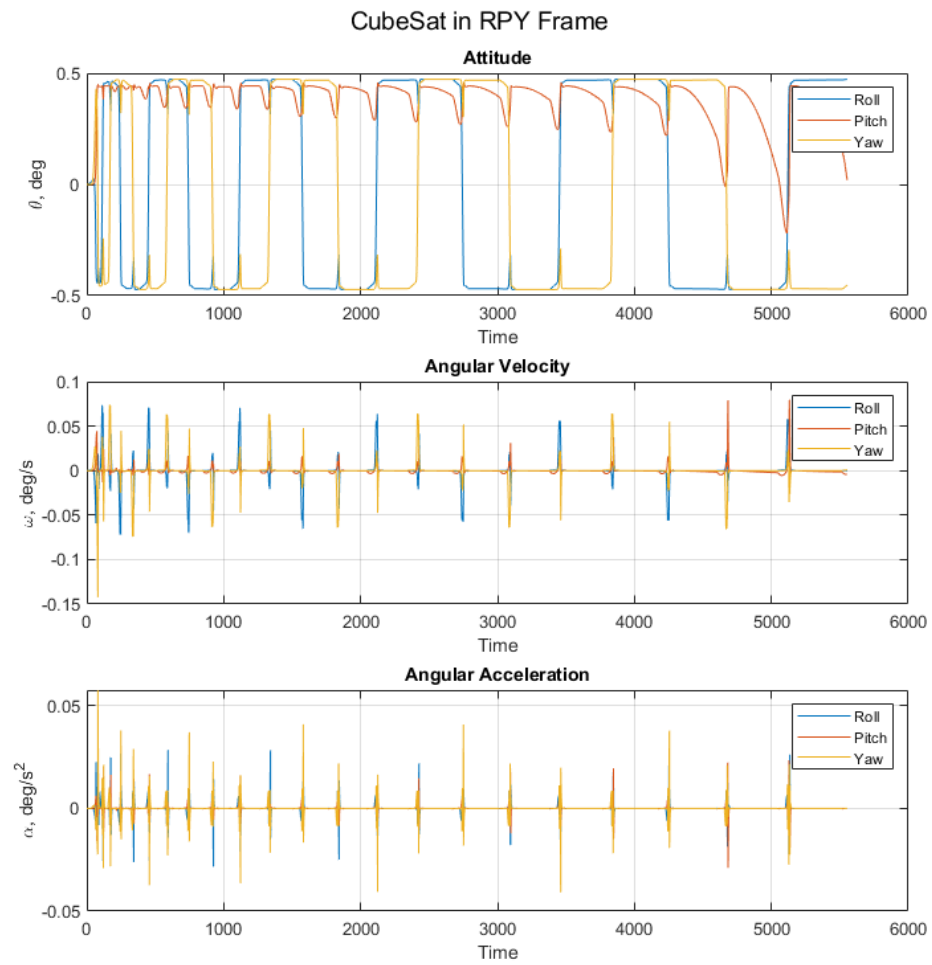 CubeSat in RPY Frame
Attitude
0.5
0
-0.5
θ, deg
Roll
Pitch
Yaw
0 1000 2000 3000 4000 5000 6000
Time
Angular Velocity
0.1
0.05
0
-0.05
-0.1
-0.15
ω, deg/s
Roll
Pitch
Yaw
0 1000 2000 3000 4000 5000 6000
Time
Angular Acceleration
0.05
0
-0.05
α, deg/s²
Roll
Pitch
Yaw
0 1000 2000 3000 4000 5000 6000
Time